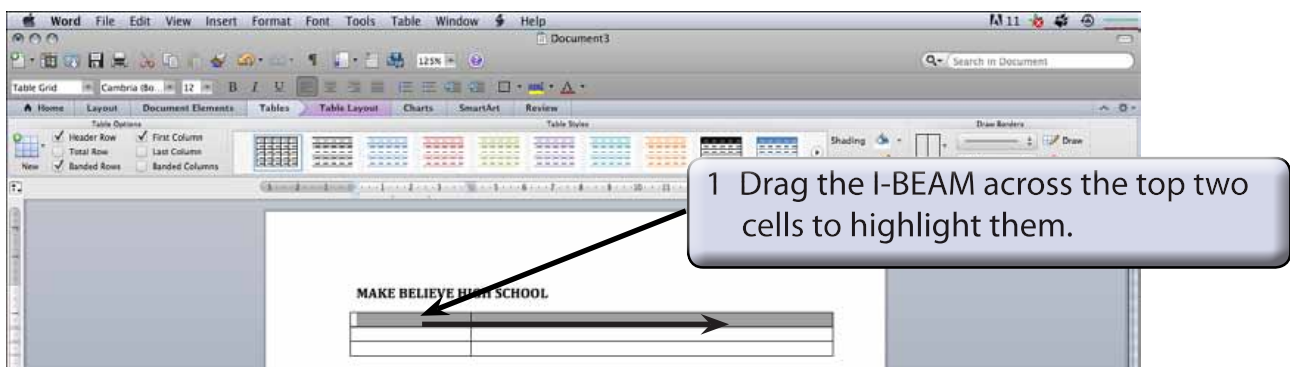 Word File Edit View Insert Format Font Tools Table Window Help
11
Document3
125%
Search in Document
Table Grid Cambria (Bo... 12 B I U A
Home Layout Document Elements Tables Table Layout Charts SmartArt Review
Table Options Table Styles Draw Borders
Header Row First Column
Total Row Last Column
Banded Rows Banded Columns
New
Shading
Draw
1 Drag the I-BEAM across the top two
cells to highlight them.
MAKE BELIEVE HIGH SCHOOL